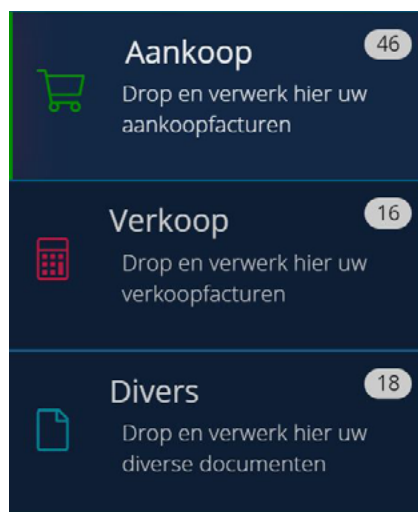 Aankoop 46
Drop en verwerk hier uw
aankoopfacturen
Verkoop 16
Drop en verwerk hier uw
verkoopfacturen
Divers 18
Drop en verwerk hier uw
diverse documenten